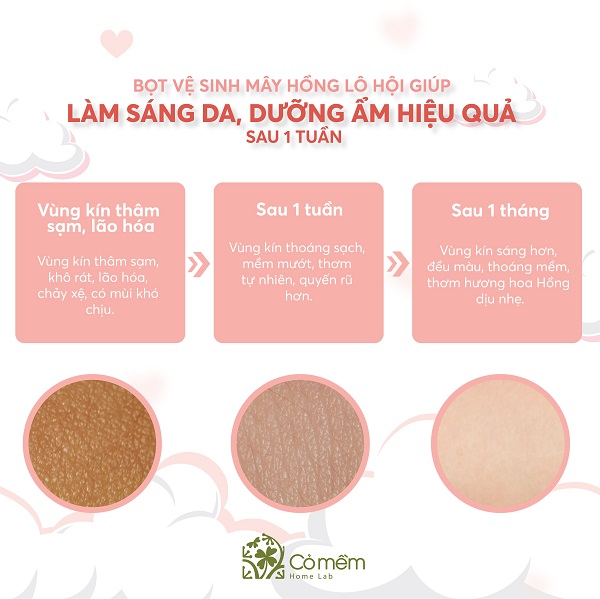 BỌT VỆ SINH MÂY HỒNG LÔ HỘI GIÚP
LÀM SÁNG DA, DƯỠNG ẨM HIỆU QUẢ
SAU 1 TUẦN
Vùng kín thâm
sạm, lão hóa
Vùng kín thâm sạm,
khô rát, lão hóa,
chảy xệ, có mùi khó
chịu.
Sau 1 tuần
Vùng kín thoáng sạch,
mềm mướt, thơm
tự nhiên, quyến rũ
hơn.
Sau 1 tháng
Vùng kín sáng hơn,
đều màu, thoáng mềm,
thơm hương hoa Hồng
dịu nhẹ.
Cỏ mềm
Home Lab